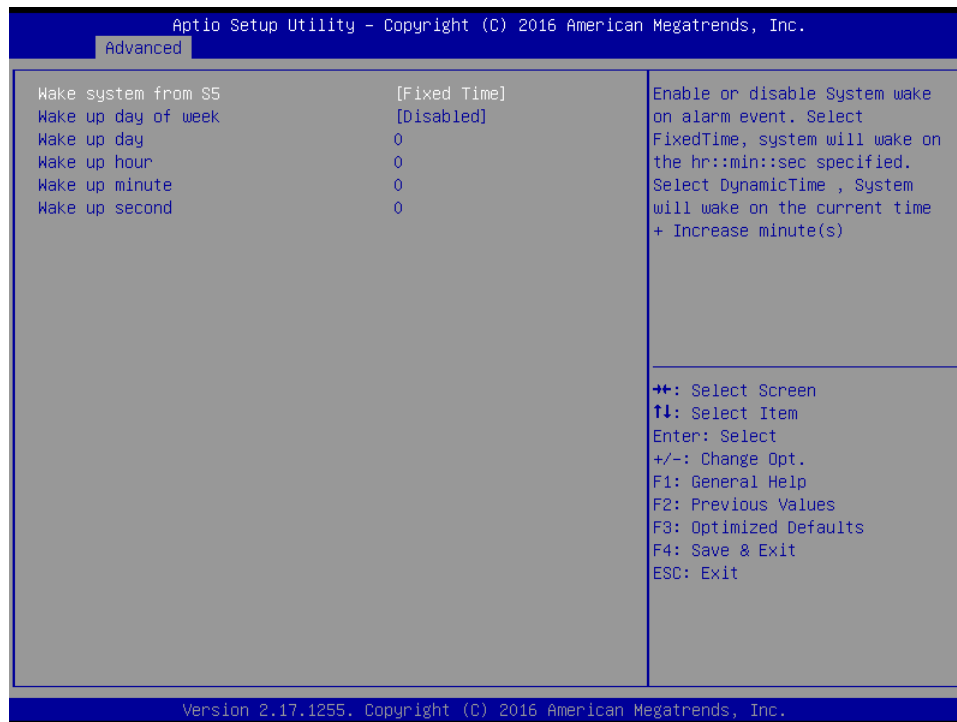 Aptio Setup Utility – Copyright (C) 2016 American Megatrends, Inc.
Advanced
Wake system from S5 [Fixed Time]
Wake up day of week [Disabled]
Wake up day 0
Wake up hour 0
Wake up minute 0
Wake up second 0
Enable or disable System wake
on alarm event. Select
FixedTime, system will wake on
the hr::min::sec specified.
Select DynamicTime , System
will wake on the current time
+ Increase minute(s)
→←: Select Screen
↑↓: Select Item
Enter: Select
+/-: Change Opt.
F1: General Help
F2: Previous Values
F3: Optimized Defaults
F4: Save & Exit
ESC: Exit
Version 2.17.1255. Copyright (C) 2016 American Megatrends, Inc.